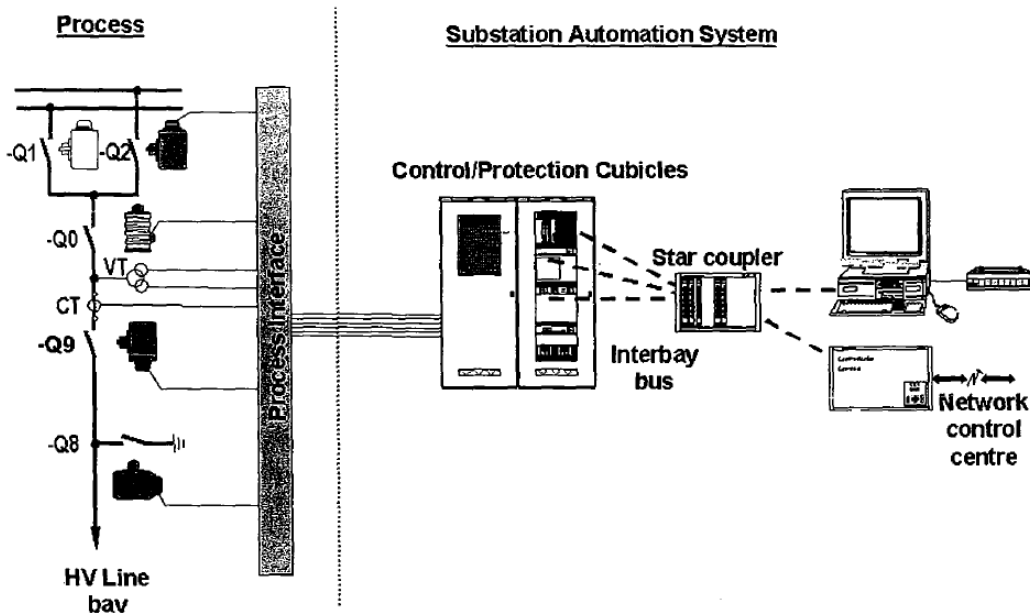 Process
Substation Automation System
-Q1
-Q2
Control/Protection Cubicles
-Q0
VT
Star coupler
CT
Process Interface
-Q9
Interbay
bus
Network
control
centre
-Q8
HV Line
bay